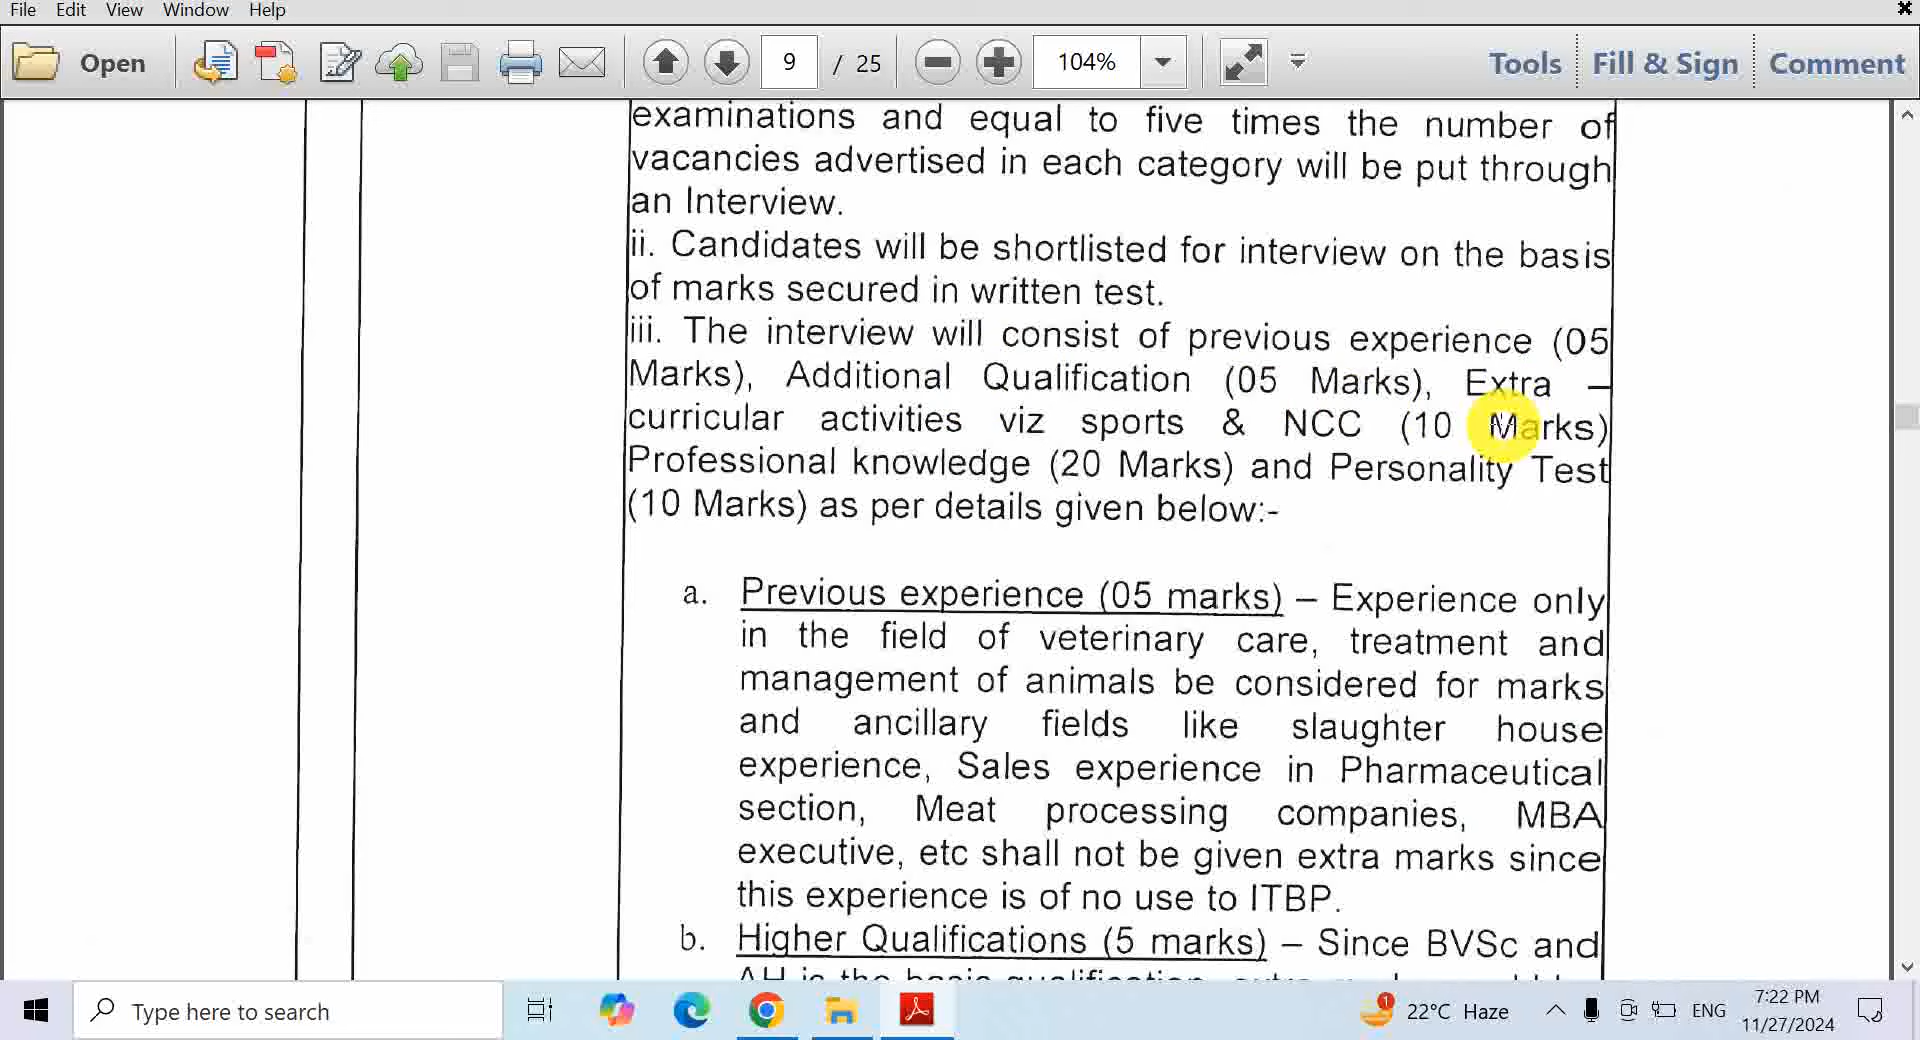 File Edit View Window Help
Open 9 / 25 104% Tools Fill & Sign Comment
examinations and equal to five times the number of
vacancies advertised in each category will be put through
an Interview.
ii. Candidates will be shortlisted for interview on the basis
of marks secured in written test.
iii. The interview will consist of previous experience (05
Marks), Additional Qualification (05 Marks), Extra –
curricular activities viz sports & NCC (10 Marks)
Professional knowledge (20 Marks) and Personality Test
(10 Marks) as per details given below:-
a. Previous experience (05 marks) – Experience only
in the field of veterinary care, treatment and
management of animals be considered for marks
and ancillary fields like slaughter house
experience, Sales experience in Pharmaceutical
section, Meat processing companies, MBA
executive, etc shall not be given extra marks since
this experience is of no use to ITBP.
b. Higher Qualifications (5 marks) – Since BVSc and
AH is the basic qualification, extra
Type here to search 1 22°C Haze ENG 7:22 PM
11/27/2024